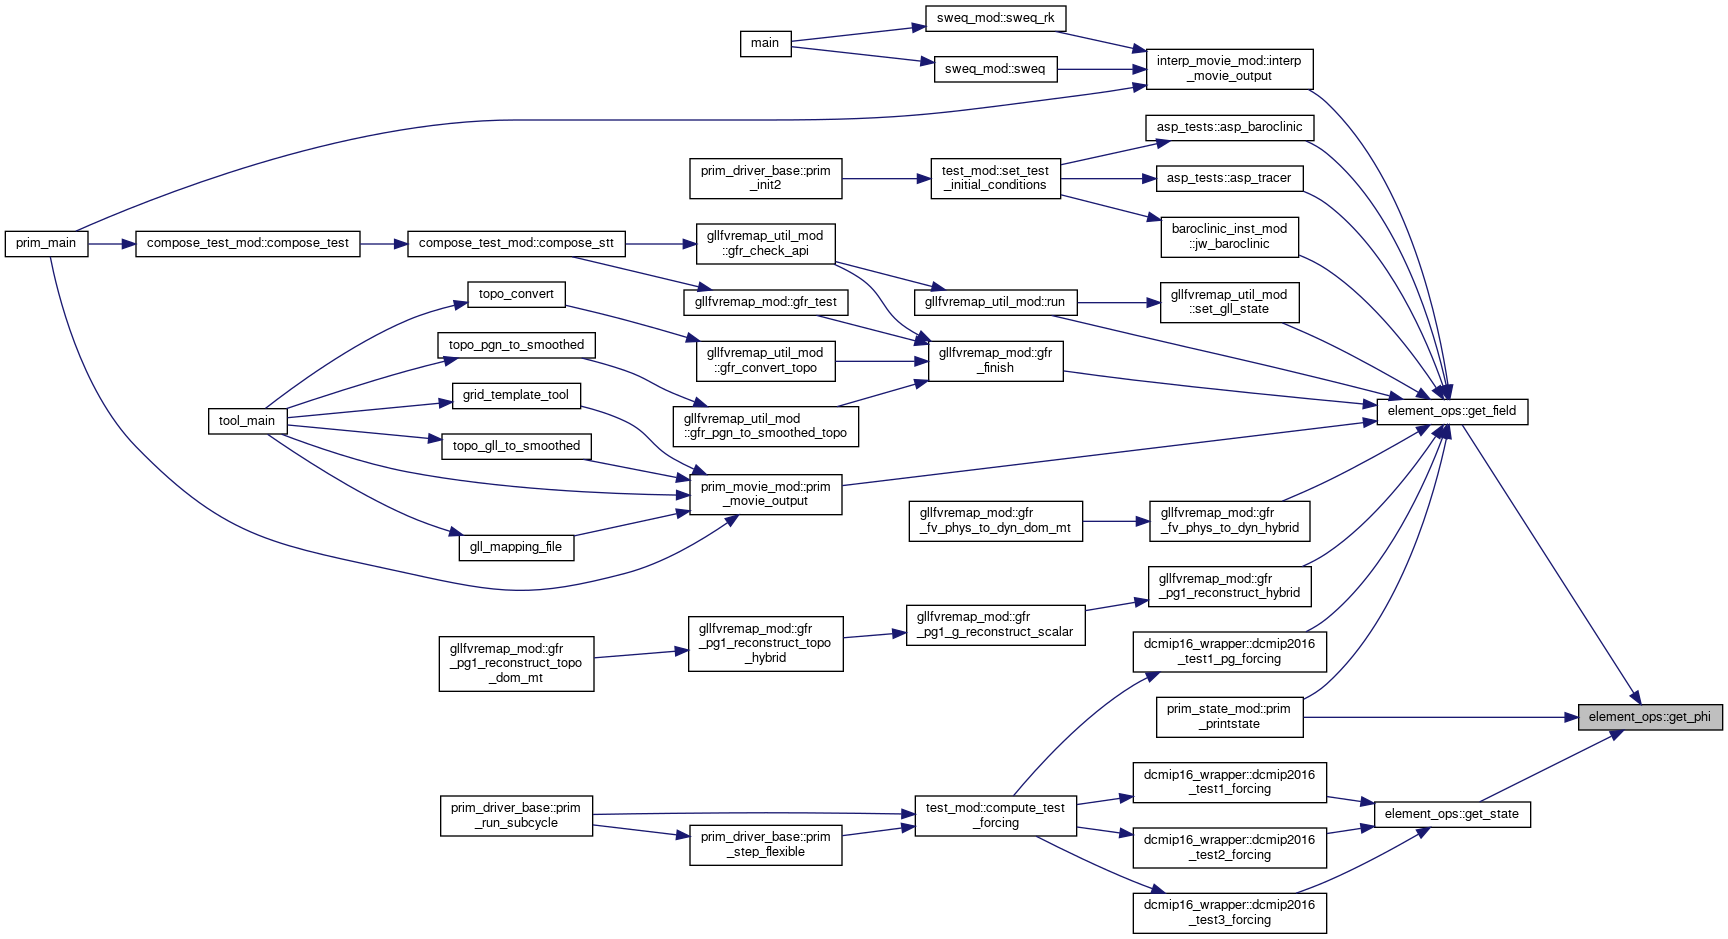 sweq_mod::sweq_rk
main
sweq_mod::sweq
interp_movie_mod::interp
_movie_output
asp_tests::asp_baroclinic
prim_driver_base::prim
_init2
test_mod::set_test
_initial_conditions
asp_tests::asp_tracer
baroclinic_inst_mod
::jw_baroclinic
prim_main
compose_test_mod::compose_test
compose_test_mod::compose_stt
gllfvremap_util_mod
::gfr_check_api
topo_convert
gllfvremap_mod::gfr_test
gllfvremap_util_mod::run
gllfvremap_util_mod
::set_gll_state
topo_pgn_to_smoothed
gllfvremap_util_mod
::gfr_convert_topo
gllfvremap_mod::gfr
_finish
grid_template_tool
tool_main
gllfvremap_util_mod
::gfr_pgn_to_smoothed_topo
element_ops::get_field
topo_gll_to_smoothed
prim_movie_mod::prim
_movie_output
gll_mapping_file
gllfvremap_mod::gfr
_fv_phys_to_dyn_dom_mt
gllfvremap_mod::gfr
_fv_phys_to_dyn_hybrid
gllfvremap_mod::gfr
_pg1_reconstruct_hybrid
gllfvremap_mod::gfr
_pg1_g_reconstruct_scalar
gllfvremap_mod::gfr
_pg1_reconstruct_topo
_hybrid
gllfvremap_mod::gfr
_pg1_reconstruct_topo
_dom_mt
dcmip16_wrapper::dcmip2016
_test1_pg_forcing
prim_state_mod::prim
_printstate
element_ops::get_phi
dcmip16_wrapper::dcmip2016
_test1_forcing
prim_driver_base::prim
_run_subcycle
test_mod::compute_test
_forcing
element_ops::get_state
prim_driver_base::prim
_step_flexible
dcmip16_wrapper::dcmip2016
_test2_forcing
dcmip16_wrapper::dcmip2016
_test3_forcing